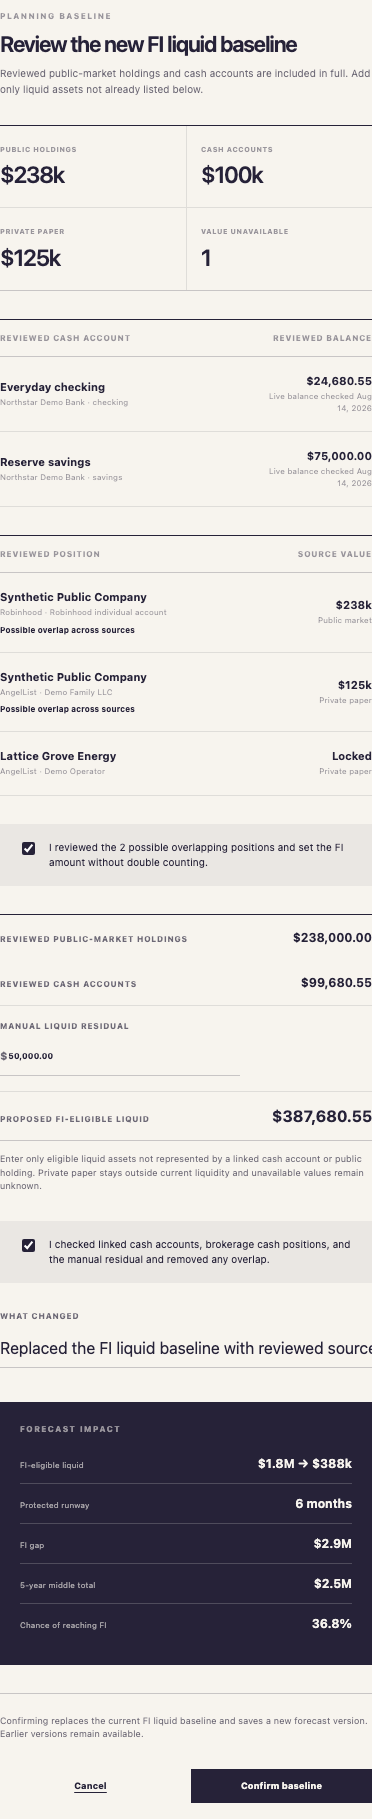 PLANNING BASELINE
Review the new FI liquid baseline
Reviewed public-market holdings and cash accounts are included in full. Add
only liquid assets not already listed below.
PUBLIC HOLDINGS
$238k
CASH ACCOUNTS
$100k
PRIVATE PAPER
$125k
VALUE UNAVAILABLE
1
REVIEWED CASH ACCOUNT
REVIEWED BALANCE
Everyday checking
Northstar Demo Bank · checking
$24,680.55
Live balance checked Aug
14, 2026
Reserve savings
Northstar Demo Bank · savings
$75,000.00
Live balance checked Aug
14, 2026
REVIEWED POSITION
SOURCE VALUE
Synthetic Public Company
Robinhood · Robinhood individual account
Possible overlap across sources
$238k
Public market
Synthetic Public Company
AngelList · Demo Family LLC
Possible overlap across sources
$125k
Private paper
Lattice Grove Energy
AngelList · Demo Operator
Locked
Private paper
I reviewed the 2 possible overlapping positions and set the FI
amount without double counting.
REVIEWED PUBLIC-MARKET HOLDINGS
$238,000.00
REVIEWED CASH ACCOUNTS
$99,680.55
MANUAL LIQUID RESIDUAL
$50,000.00
PROPOSED FI-ELIGIBLE LIQUID
$387,680.55
Enter only eligible liquid assets not represented by a linked cash account or public
holding. Private paper stays outside current liquidity and unavailable values remain
unknown.
I checked linked cash accounts, brokerage cash positions, and
the manual residual and removed any overlap.
WHAT CHANGED
Replaced the FI liquid baseline with reviewed source
FORECAST IMPACT
FI-eligible liquid
$1.8M → $388k
Protected runway
6 months
FI gap
$2.9M
5-year middle total
$2.5M
Chance of reaching FI
36.8%
Confirming replaces the current FI liquid baseline and saves a new forecast version.
Earlier versions remain available.
Cancel
Confirm baseline